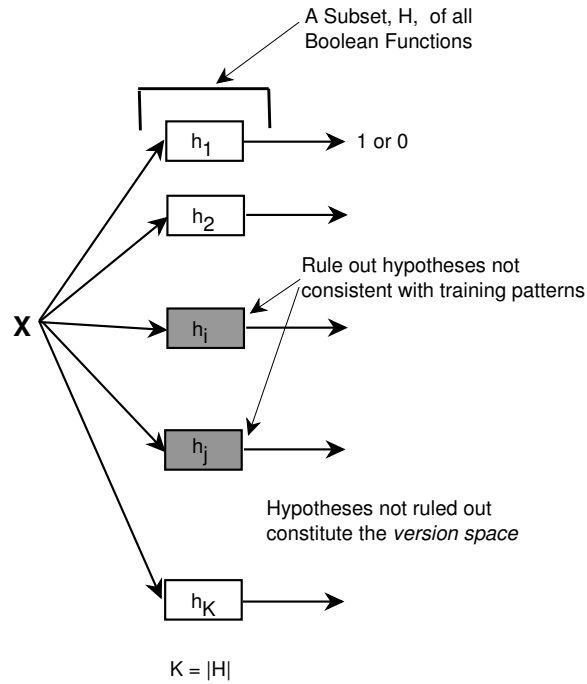 A Subset, H, of all
Boolean Functions
h1
1 or 0
h2
Rule out hypotheses not
consistent with training patterns
X
hi
hj
Hypotheses not ruled out
constitute the version space
hK
K = |H|